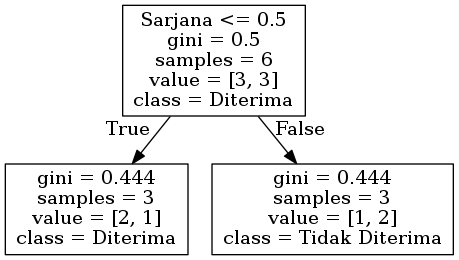 Sarjana <= 0.5
gini = 0.5
samples = 6
value = [3, 3]
class = Diterima
True
False
gini = 0.444
samples = 3
value = [2, 1]
class = Diterima
gini = 0.444
samples = 3
value = [1, 2]
class = Tidak Diterima